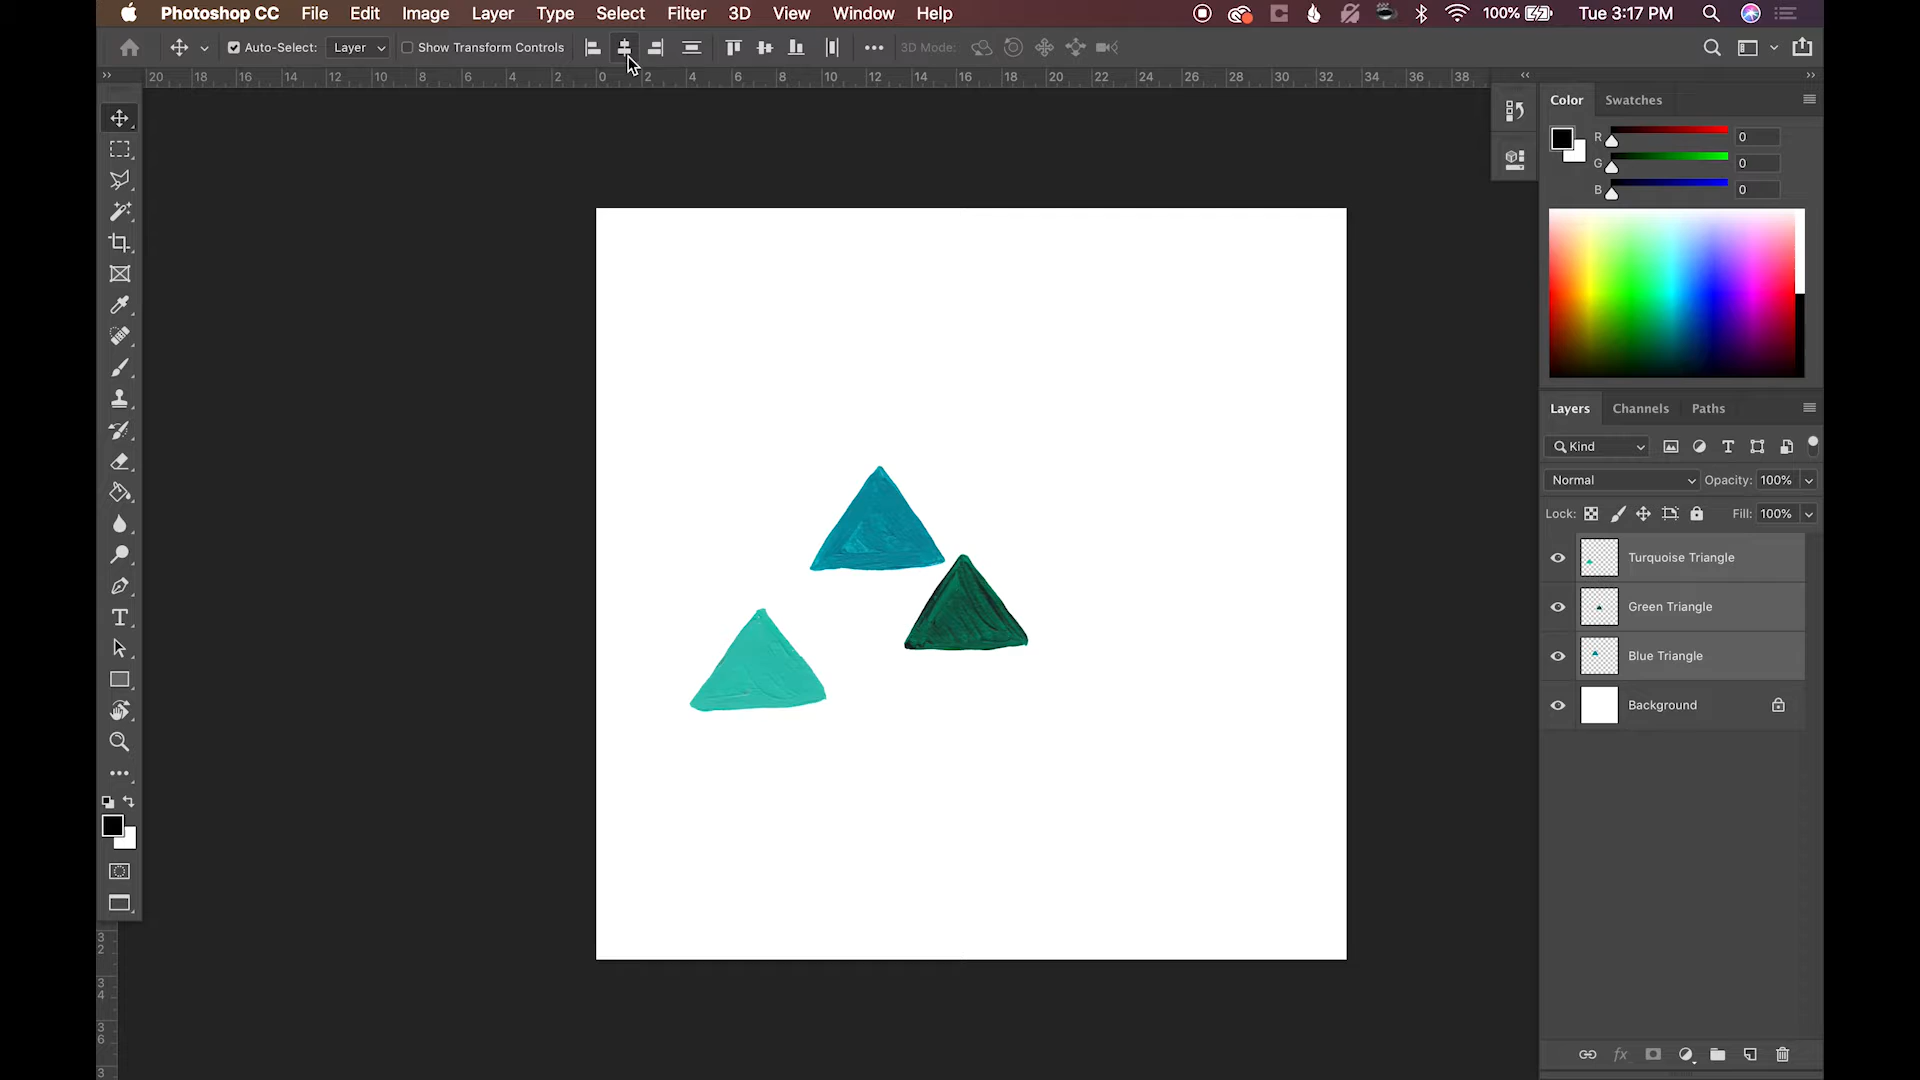 Photoshop CC File Edit Image Layer Type Select Filter 3D View Window Help 100% Tue 3:17 PM
Auto-Select: Layer Show Transform Controls 3D Mode:
20 18 16 14 12 10 8 6 4 2 0 2 4 6 8 10 12 14 16 18 20 22 24 26 28 30 32 34 36 38
Color Swatches
R 0
G 0
B 0
Layers Channels Paths
Kind
Normal Opacity: 100%
Lock: Fill: 100%
Turquoise Triangle
Green Triangle
Blue Triangle
Background
32
34
36
3